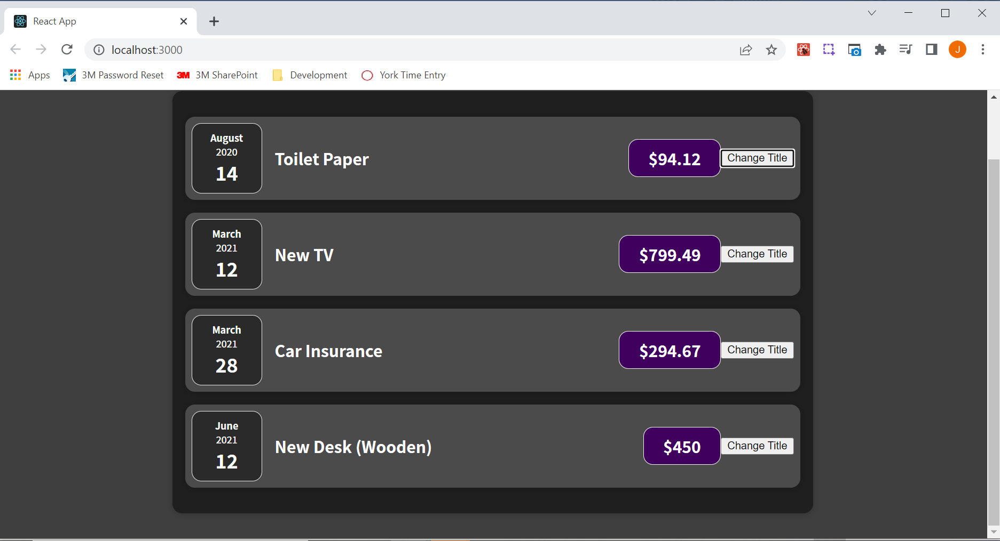 React App
localhost:3000
J
Apps
3M Password Reset
3M 3M SharePoint
Development
York Time Entry
August
2020
14
Toilet Paper
$94.12
Change Title
March
2021
12
New TV
$799.49
Change Title
March
2021
28
Car Insurance
$294.67
Change Title
June
2021
12
New Desk (Wooden)
$450
Change Title